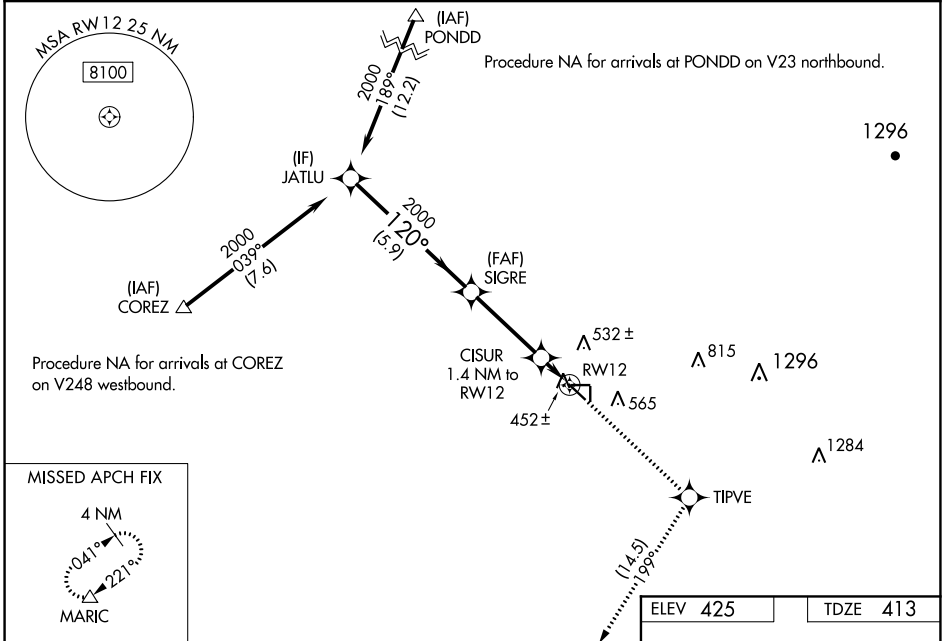 MSA RW12 25 NM
8100
(IAF)
PONDD
Procedure NA for arrivals at PONDD on V23 northbound.
2000
189°
(12.2)
1296
(IF)
JATLU
2000
120°
(5.9)
2000
039°
(7.6)
(IAF)
COREZ
(FAF)
SIGRE
Procedure NA for arrivals at COREZ
on V248 westbound.
CISUR
1.4 NM to
RW12
532 ±
RW12
815
1296
452 ±
565
1284
MISSED APCH FIX
4 NM
041°
221°
MARIC
TIPVE
(14.5)
199°
ELEV 425
TDZE 413